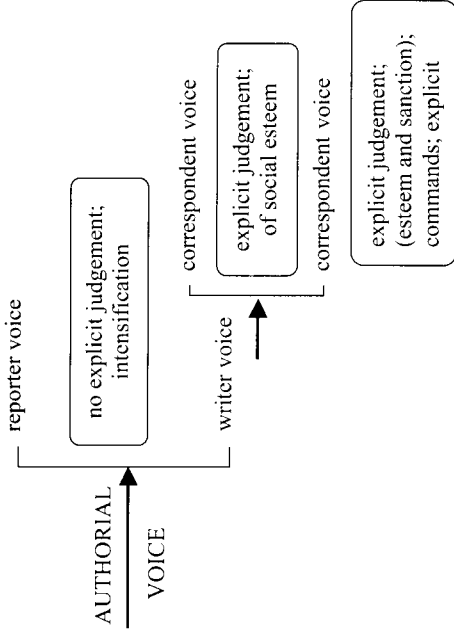 AUTHORIAL
VOICE
reporter voice
no explicit judgement;
intensification
writer voice
correspondent voice
explicit judgement;
of social esteem
correspondent voice
explicit judgement;
(esteem and sanction);
commands; explicit